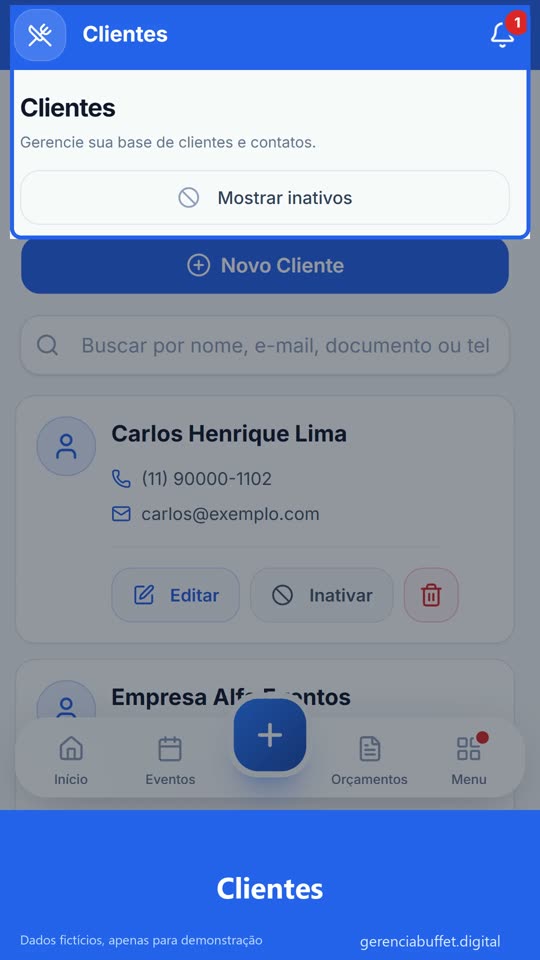 Clientes
1
Clientes
Gerencie sua base de clientes e contatos.
Mostrar inativos
Novo Cliente
Buscar por nome, e-mail, documento ou tel
Carlos Henrique Lima
(11) 90000-1102
carlos@exemplo.com
Editar
Inativar
Empresa Alfa Eventos
Início
Eventos
Orçamentos
Menu
Clientes
Dados fictícios, apenas para demonstração
gerenciabuffet.digital